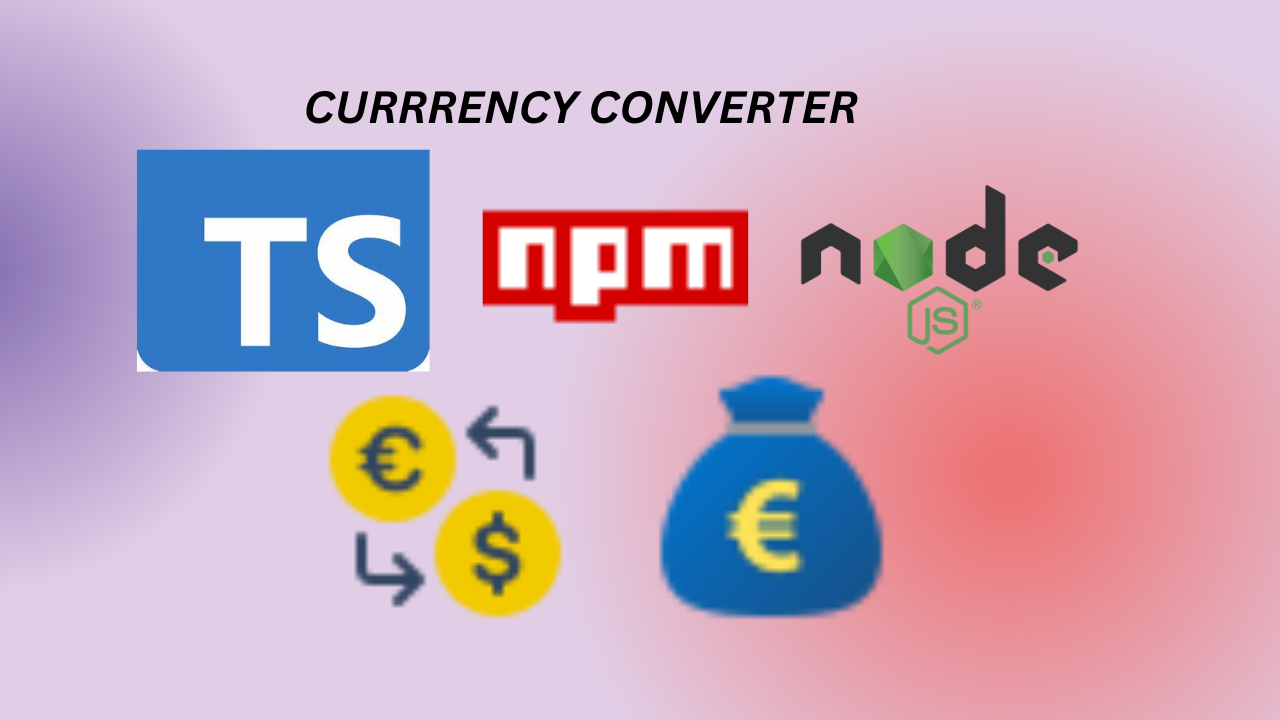 CURRRENCY CONVERTER
TS
npm
node
JS ®
€
$
€